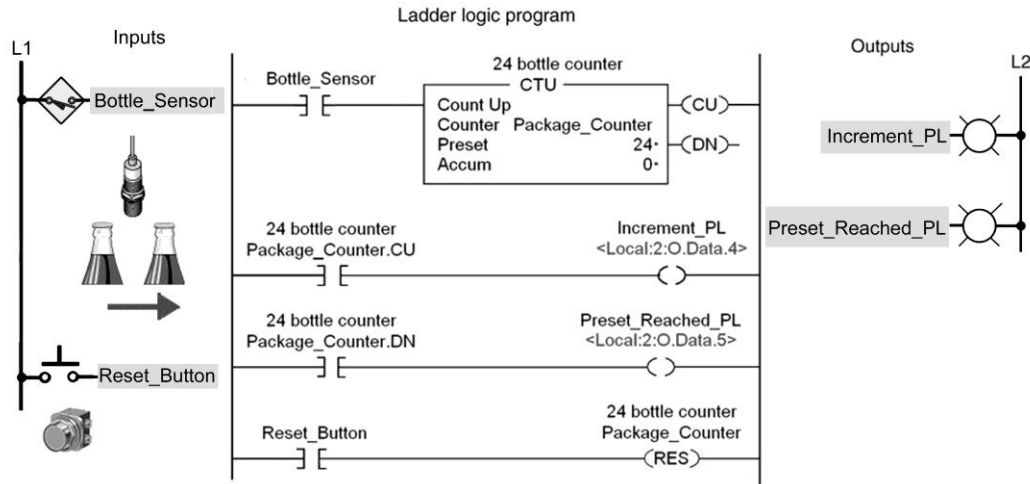 Ladder logic program
L1
Inputs
Outputs
L2
Bottle_Sensor
Bottle_Sensor
24 bottle counter
CTU
Count Up
Counter Package_Counter
Preset 24
Accum 0
CU
DN
Increment_PL
Preset_Reached_PL
24 bottle counter
Package_Counter.CU
Increment_PL
<Local:2:O.Data.4>
24 bottle counter
Package_Counter.DN
Preset_Reached_PL
<Local:2:O.Data.5>
Reset_Button
Reset_Button
24 bottle counter
Package_Counter
RES